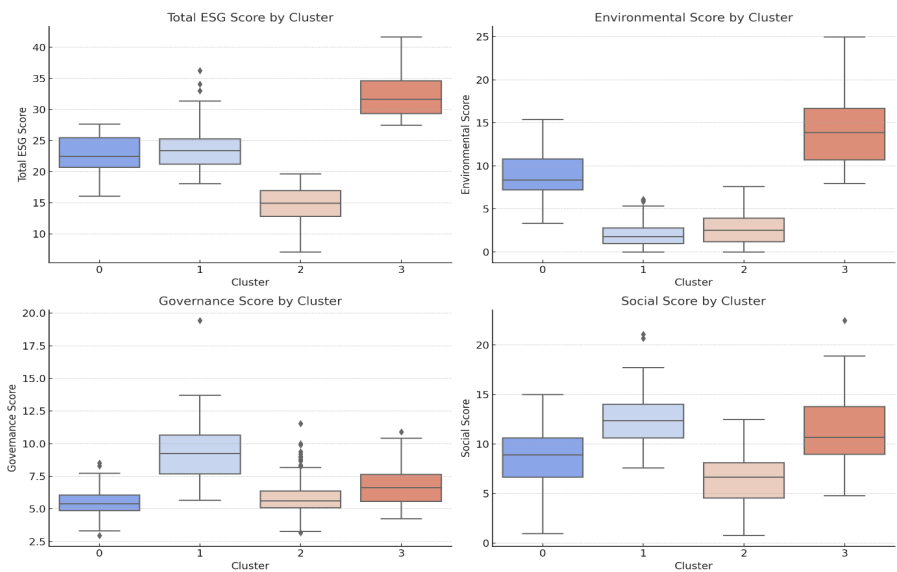 Total ESG Score by Cluster
Total ESG Score
40
35
30
25
20
15
10
0 1 2 3
Cluster
Environmental Score by Cluster
Environmental Score
25
20
15
10
5
0
0 1 2 3
Cluster
Governance Score by Cluster
Governance Score
20.0
17.5
15.0
12.5
10.0
7.5
5.0
2.5
0 1 2 3
Cluster
Social Score by Cluster
Social Score
20
15
10
5
0
0 1 2 3
Cluster